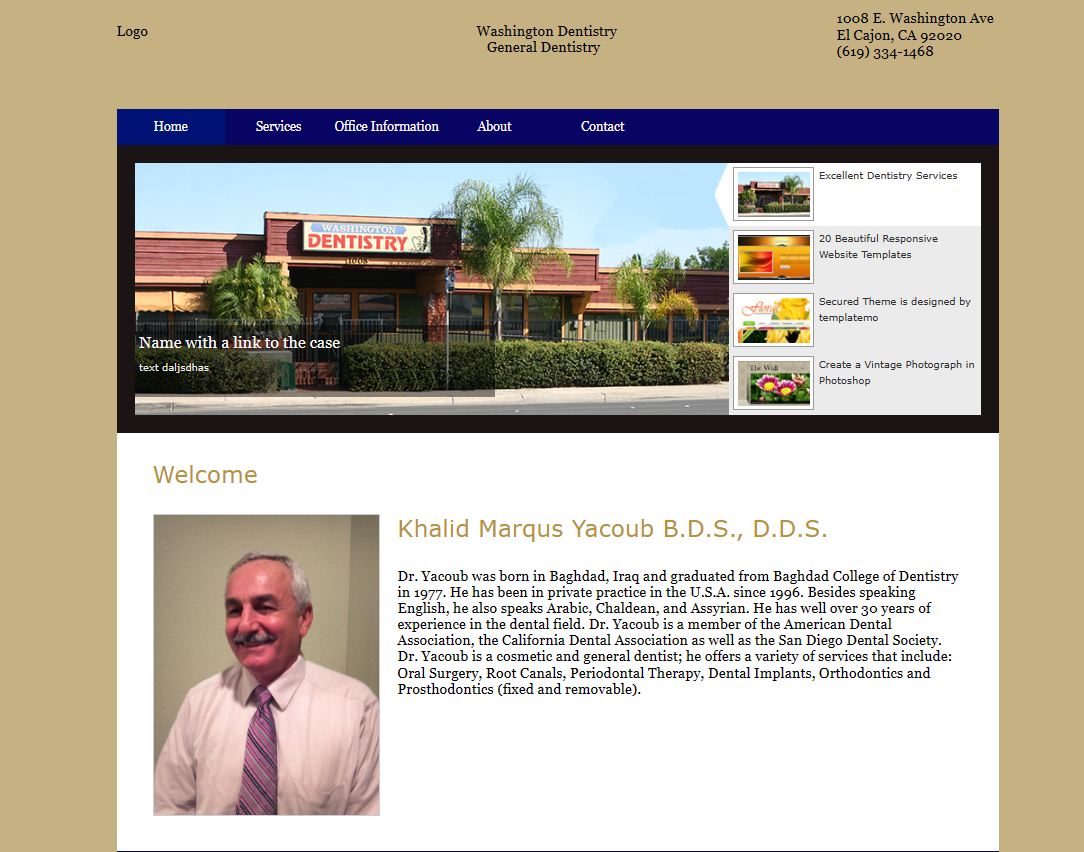 Logo
Washington Dentistry
General Dentistry
1008 E. Washington Ave
El Cajon, CA 92020
(619) 334-1468
Home
Services
Office Information
About
Contact
WASHINGTON
DENTISTRY
Name with a link to the case
text daljsdhas
Excellent Dentistry Services
20 Beautiful Responsive
Website Templates
Floral
Secured Theme is designed by
templatemo
The Wall
Create a Vintage Photograph in
Photoshop
Welcome
Khalid Marqus Yacoub B.D.S., D.D.S.
Dr. Yacoub was born in Baghdad, Iraq and graduated from Baghdad College of Dentistry
in 1977. He has been in private practice in the U.S.A. since 1996. Besides speaking
English, he also speaks Arabic, Chaldean, and Assyrian. He has well over 30 years of
experience in the dental field. Dr. Yacoub is a member of the American Dental
Association, the California Dental Association as well as the San Diego Dental Society.
Dr. Yacoub is a cosmetic and general dentist; he offers a variety of services that include:
Oral Surgery, Root Canals, Periodontal Therapy, Dental Implants, Orthodontics and
Prosthodontics (fixed and removable).